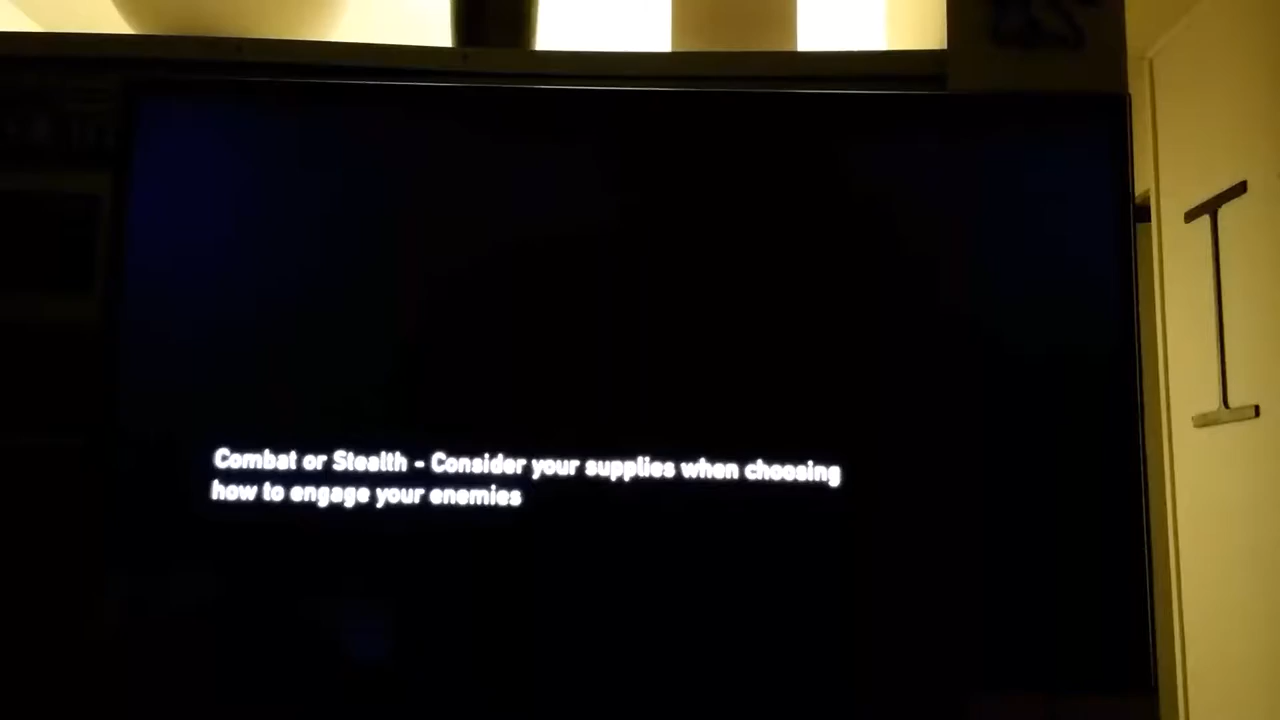 Combat or Stealth - Consider your supplies when choosing
how to engage your enemies
I